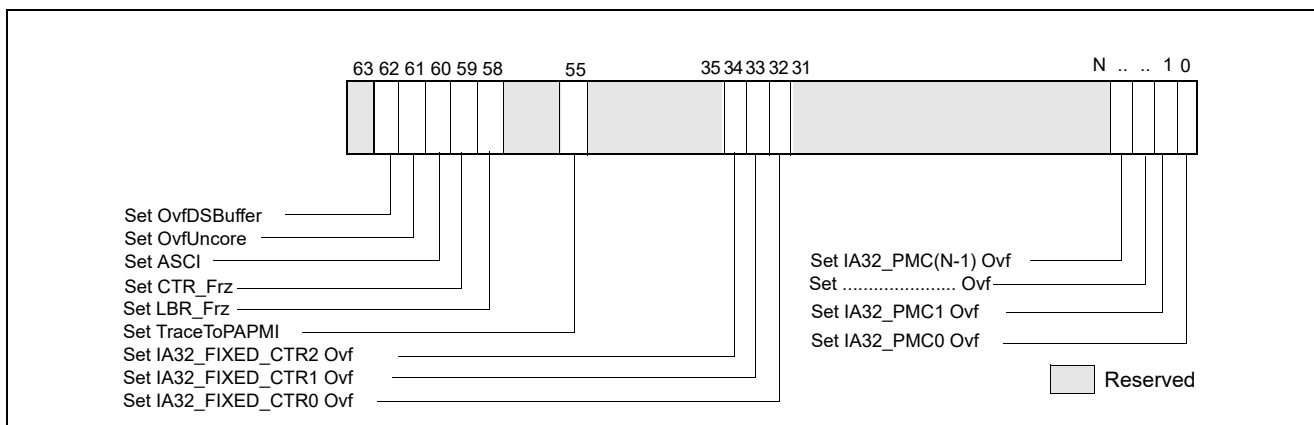 63 62 61 60 59 58 55 35 34 33 32 31 N .. .. 1 0
Set OvfDSBuffer
Set OvfUncore
Set ASCI
Set CTR_Frz
Set LBR_Frz
Set TraceToPAPMI
Set IA32_FIXED_CTR2 Ovf
Set IA32_FIXED_CTR1 Ovf
Set IA32_FIXED_CTR0 Ovf
Set IA32_PMC(N-1) Ovf
Set ...................... Ovf
Set IA32_PMC1 Ovf
Set IA32_PMC0 Ovf
Reserved